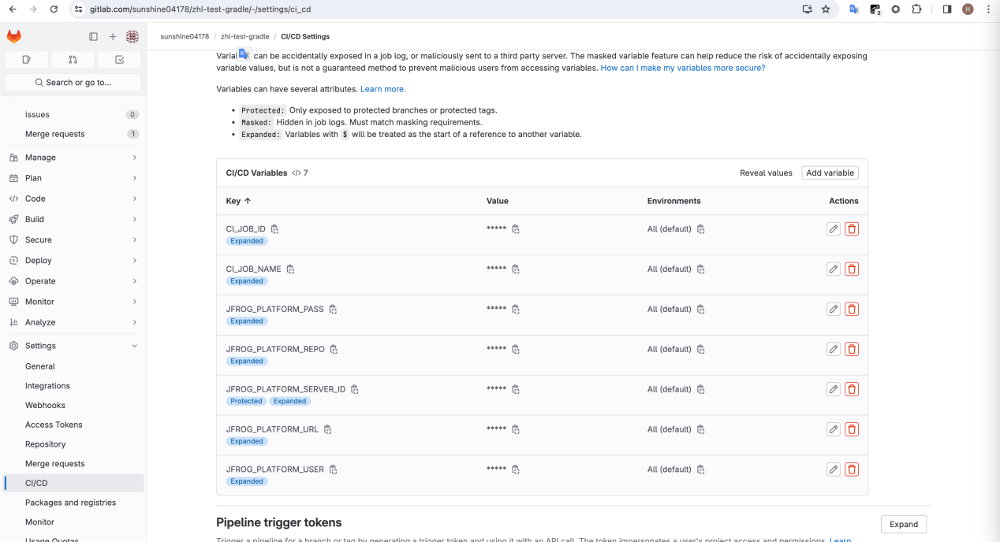 gitlab.com/sunshine04178/zhl-test-gradle/-/settings/ci_cd
2
H
sunshine04178 / zhl-test-gradle / CI/CD Settings
Search or go to...
Issues 0
Merge requests 1
Manage
Plan
Code
Build
Secure
Deploy
Operate
Monitor
Analyze
Settings
General
Integrations
Webhooks
Access Tokens
Repository
Merge requests
CI/CD
Packages and registries
Monitor
Usage Quotas
Varial can be accidentally exposed in a job log, or maliciously sent to a third party server. The masked variable feature can help reduce the risk of accidentally exposing
variable values, but is not a guaranteed method to prevent malicious users from accessing variables. How can I make my variables more secure?
Variables can have several attributes. Learn more.
• Protected: Only exposed to protected branches or protected tags.
• Masked: Hidden in job logs. Must match masking requirements.
• Expanded: Variables with $ will be treated as the start of a reference to another variable.
CI/CD Variables </> 7 Reveal values Add variable
Key ↑ Value Environments Actions
CI_JOB_ID ***** All (default)
Expanded
CI_JOB_NAME ***** All (default)
Expanded
JFROG_PLATFORM_PASS ***** All (default)
Expanded
JFROG_PLATFORM_REPO ***** All (default)
Expanded
JFROG_PLATFORM_SERVER_ID ***** All (default)
Protected Expanded
JFROG_PLATFORM_URL ***** All (default)
Expanded
JFROG_PLATFORM_USER ***** All (default)
Expanded
Pipeline trigger tokens Expand
Trigger a pipeline for a branch or tag by generating a trigger token and using it with an API call. The token impersonates a user's project access and permissions. Learn